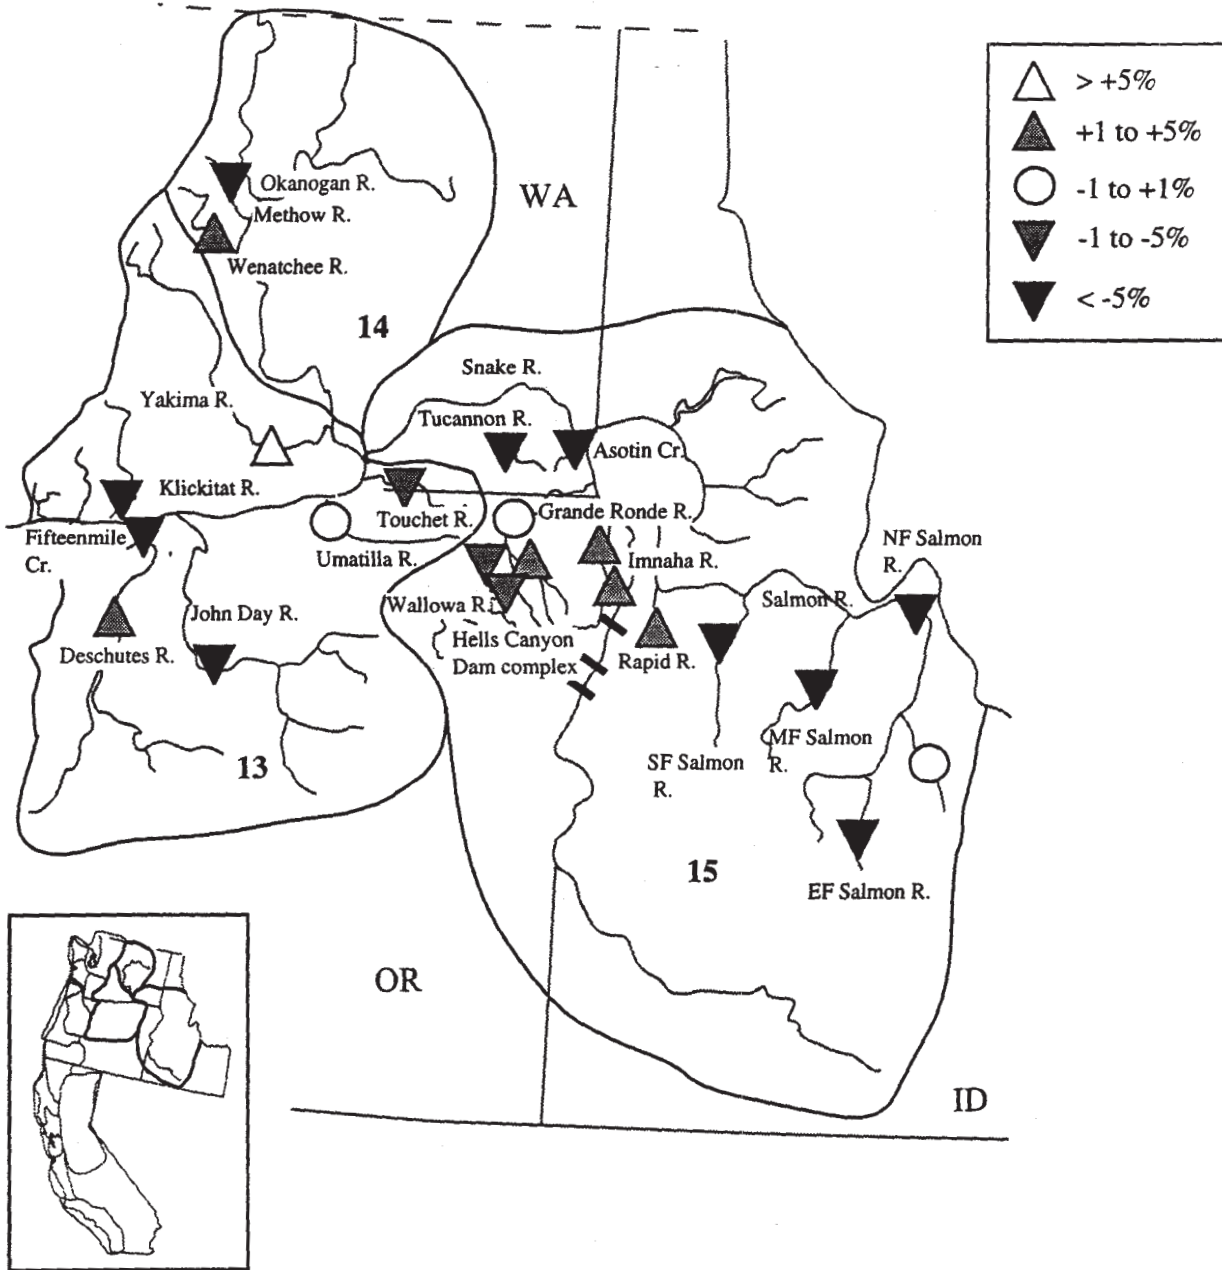 > +5%
+1 to +5%
-1 to +1%
-1 to -5%
< -5%
Okanogan R.
Methow R.
Wenatchee R.
WA
14
Snake R.
Yakima R.
Tucannon R.
Asotin Cr.
Klickitat R.
Touchet R.
Grande Ronde R.
Fifteenmile
Cr.
Umatilla R.
Imnaha R.
NF Salmon
R.
Wallowa R.
Salmon R.
John Day R.
Hells Canyon
Dam complex
Rapid R.
Deschutes R.
MF Salmon
R.
SF Salmon
R.
13
15
EF Salmon R.
OR
ID